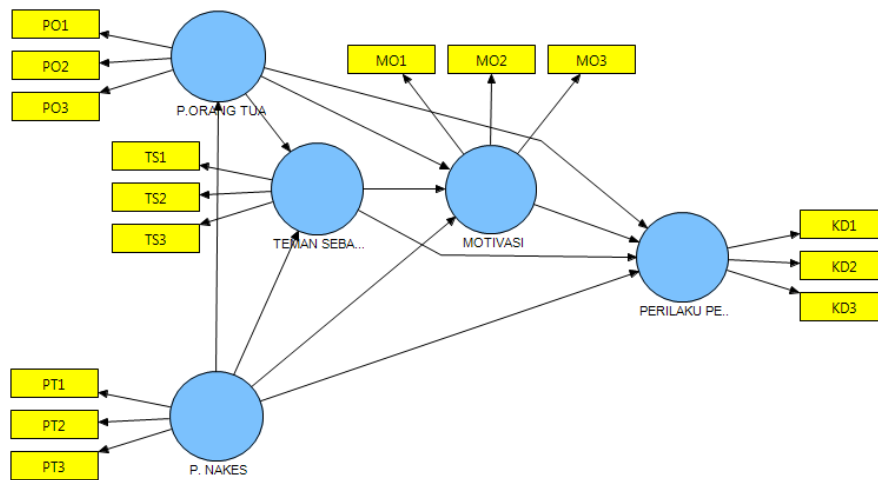 PO1
PO2
PO3
P.ORANG TUA
MO1
MO2
MO3
TS1
TS2
TS3
TEMAN SEBA...
MOTIVASI
KD1
KD2
KD3
PERILAKU PE..
PT1
PT2
PT3
P. NAKES